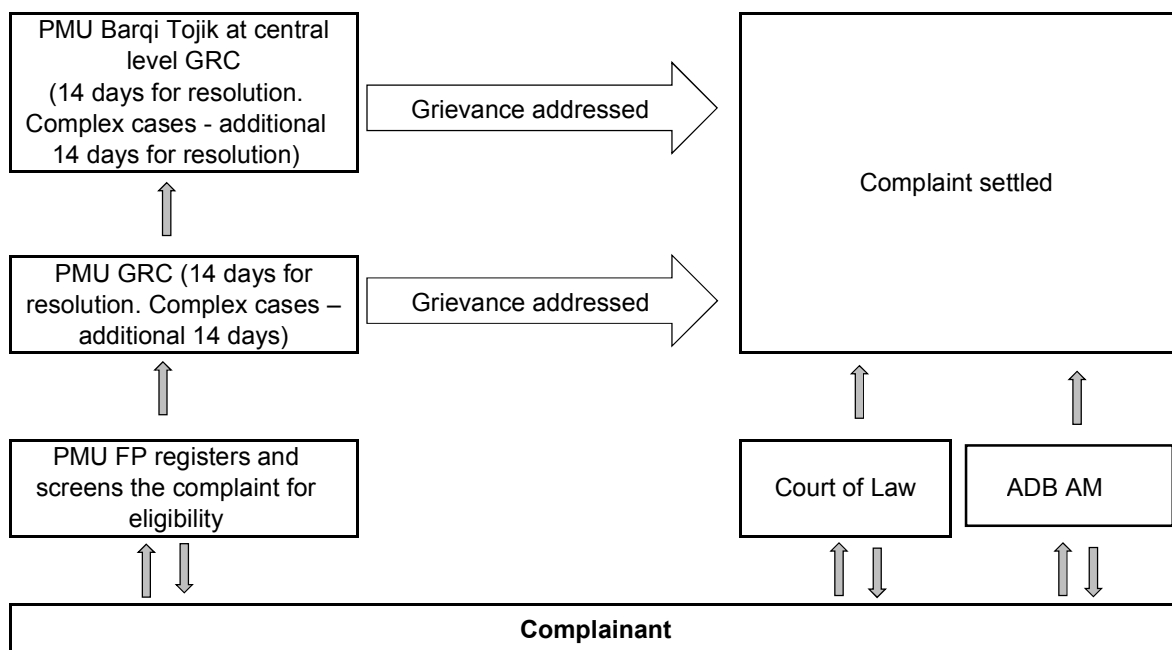 PMU Barqi Tojik at central
level GRC
(14 days for resolution.
Complex cases - additional
14 days for resolution)
Grievance addressed
Complaint settled
PMU GRC (14 days for
resolution. Complex cases –
additional 14 days)
Grievance addressed
PMU FP registers and
screens the complaint for
eligibility
Court of Law
ADB AM
Complainant